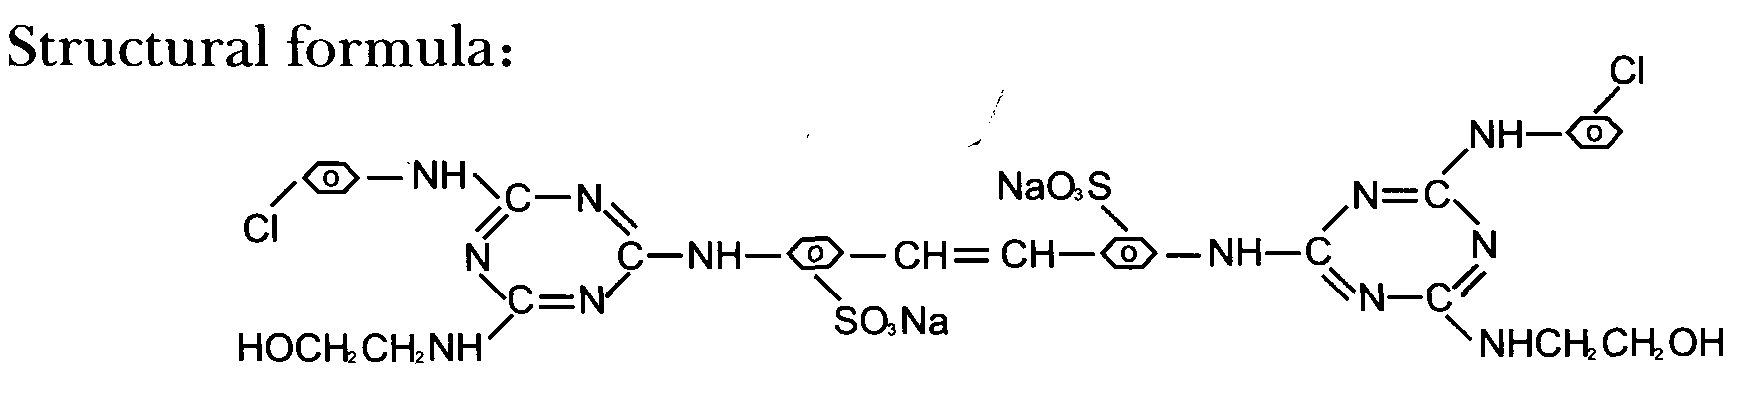 Structural formula:
Cl
NH
NH
NaO₃S
C N
N=C
Cl
N
C—NH
CH=CH
NH—C
N
C=N
SO₃Na
N—C
HOCH₂CH₂NH
NHCH₂CH₂OH